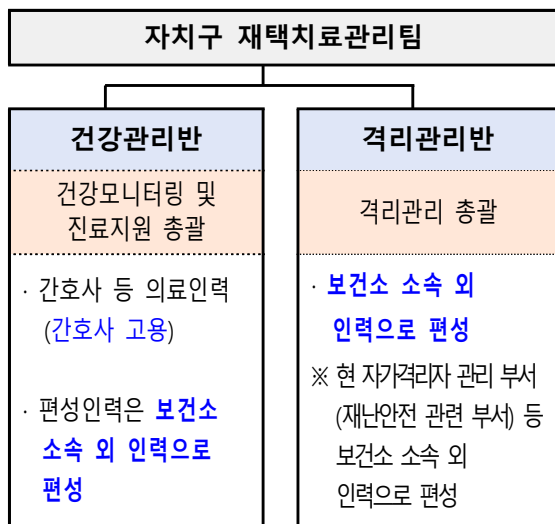 자치구 재택치료관리팀
건강관리반
건강모니터링 및
진료지원 총괄
· 간호사 등 의료인력
(간호사 고용)
· 편성인력은 보건소
소속 외 인력으로
편성
격리관리반
격리관리 총괄
· 보건소 소속 외
인력으로 편성
※ 현 자가격리자 관리 부서
(재난안전 관련 부서) 등
보건소 소속 외
인력으로 편성